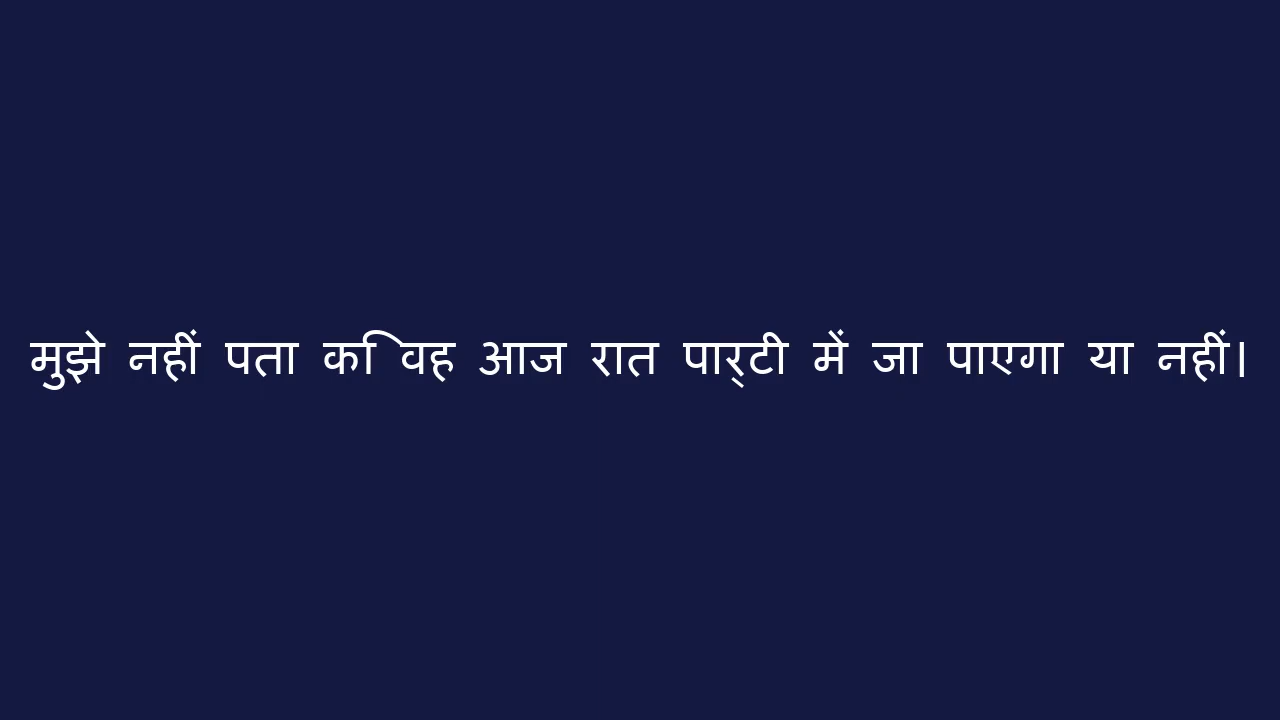 मुझे नहीं पता कि वह आज रात पार्टी में जा पाएगा या नहीं।